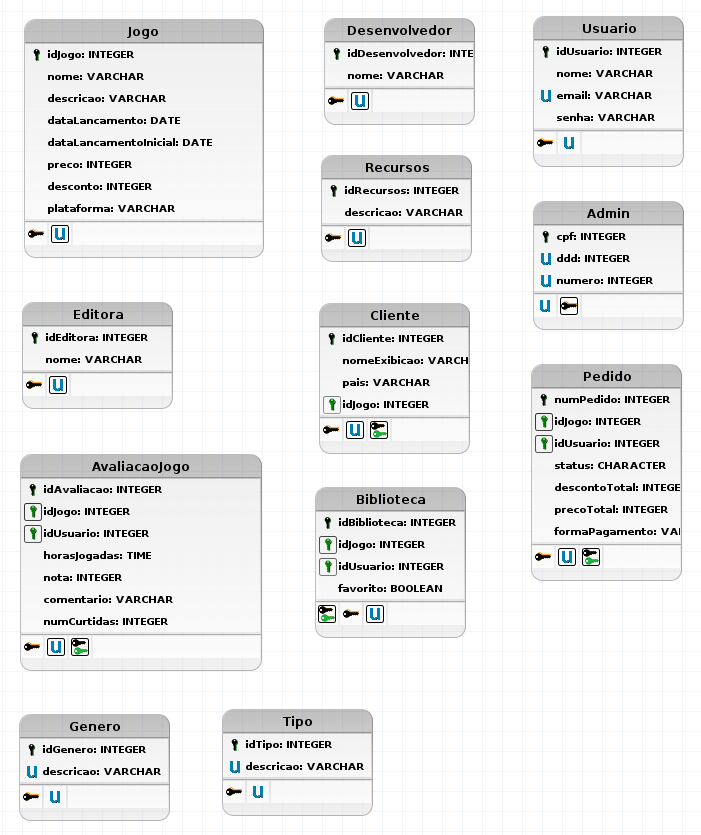 Jogo
idJogo: INTEGER
nome: VARCHAR
descricao: VARCHAR
dataLancamento: DATE
dataLancamentoInicial: DATE
preco: INTEGER
desconto: INTEGER
plataforma: VARCHAR
U
Desenvolvedor
idDesenvolvedor: INTE
nome: VARCHAR
U
Usuario
idUsuario: INTEGER
nome: VARCHAR
U email: VARCHAR
senha: VARCHAR
U
Recursos
idRecursos: INTEGER
descricao: VARCHAR
U
Admin
cpf: INTEGER
U ddd: INTEGER
U numero: INTEGER
U
Editora
idEditora: INTEGER
nome: VARCHAR
U
Cliente
idCliente: INTEGER
nomeExibicao: VARCH
pais: VARCHAR
idJogo: INTEGER
U
Pedido
numPedido: INTEGER
idJogo: INTEGER
idUsuario: INTEGER
status: CHARACTER
descontoTotal: INTEGE
precoTotal: INTEGER
formaPagamento: VAI
U
AvaliacaoJogo
idAvaliacao: INTEGER
idJogo: INTEGER
idUsuario: INTEGER
horasJogadas: TIME
nota: INTEGER
comentario: VARCHAR
numCurtidas: INTEGER
U
Biblioteca
idBiblioteca: INTEGER
idJogo: INTEGER
idUsuario: INTEGER
favorito: BOOLEAN
U
Genero
idGenero: INTEGER
U descricao: VARCHAR
U
Tipo
idTipo: INTEGER
U descricao: VARCHAR
U